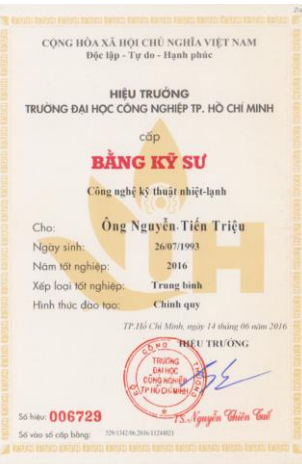 CỘNG HÒA XÃ HỘI CHỦ NGHĨA VIỆT NAM
Độc lập - Tự do - Hạnh phúc
HIỆU TRƯỞNG
TRƯỜNG ĐẠI HỌC CÔNG NGHIỆP TP. HỒ CHÍ MINH
cấp
BẰNG KỸ SƯ
Công nghệ kỹ thuật nhiệt-lạnh
Cho: Ông Nguyễn Tiến Triệu
Ngày sinh: 26/07/1993
Năm tốt nghiệp: 2016
Xếp loại tốt nghiệp: Trung bình
Hình thức đào tạo: Chính quy
TP.Hồ Chí Minh, ngày 14 tháng 06 năm 2016
HIỆU TRƯỞNG
TRƯỜNG
ĐẠI HỌC
CÔNG NGHIỆP
TP HỒ CHÍ MINH
Số hiệu: 006729
TS. Nguyễn Thiên Tuế
Số vào sổ cấp bằng: